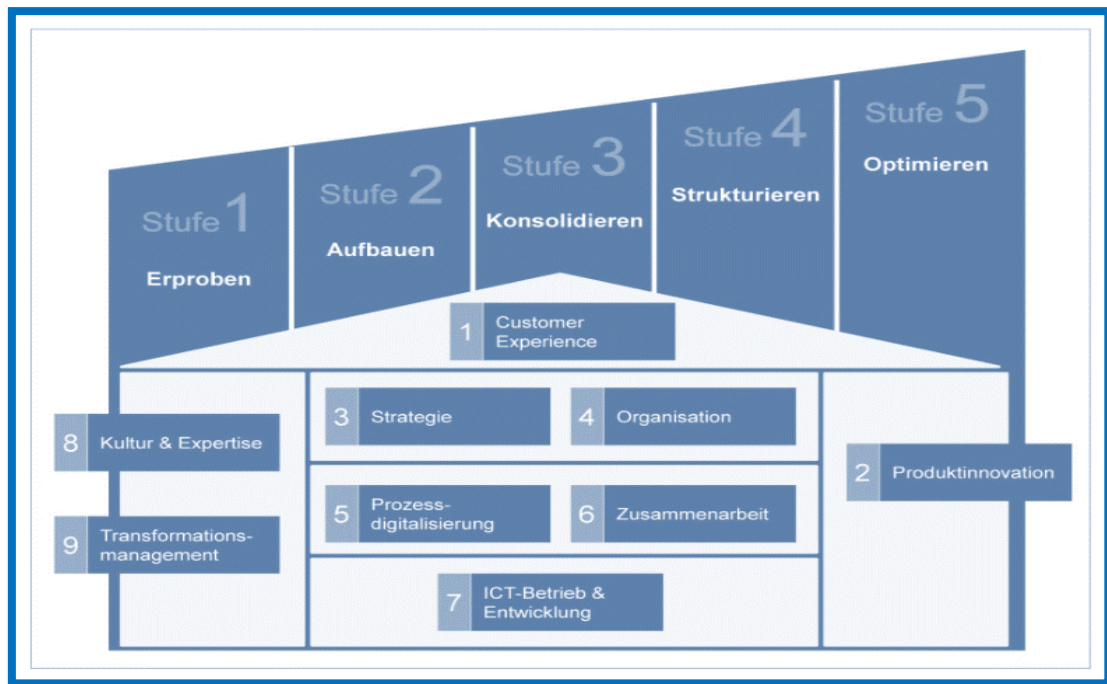 Stufe 1
Erproben
Stufe 2
Aufbauen
Stufe 3
Konsolidieren
Stufe 4
Strukturieren
Stufe 5
Optimieren
1 Customer
Experience
3 Strategie
4 Organisation
8 Kultur & Expertise
2 Produktinnovation
5 Prozess-
digitalisierung
6 Zusammenarbeit
9 Transformations-
management
7 ICT-Betrieb &
Entwicklung